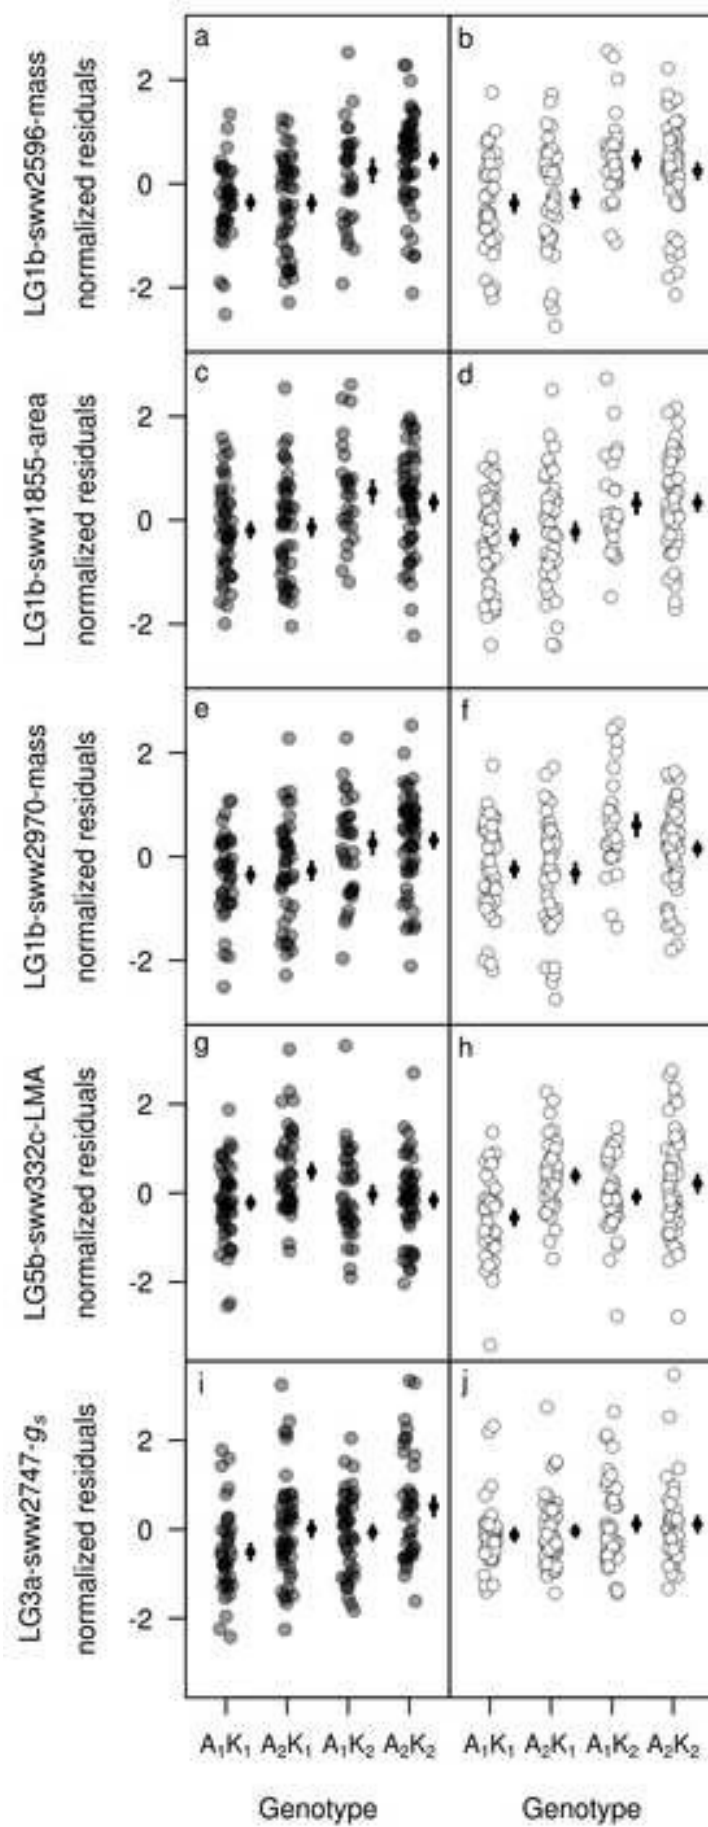 a
b
LG1b-sww2596-mass
normalized residuals
2
0
-2
c
d
LG1b-sww1855-area
normalized residuals
2
0
-2
e
f
LG1b-sww2970-mass
normalized residuals
2
0
-2
g
h
LG5b-sww332c-LMA
normalized residuals
2
0
-2
i
j
LG3a-sww2747-gₛ
normalized residuals
2
0
-2
A₁K₁ A₂K₁ A₁K₂ A₂K₂ A₁K₁ A₂K₁ A₁K₂ A₂K₂
Genotype Genotype